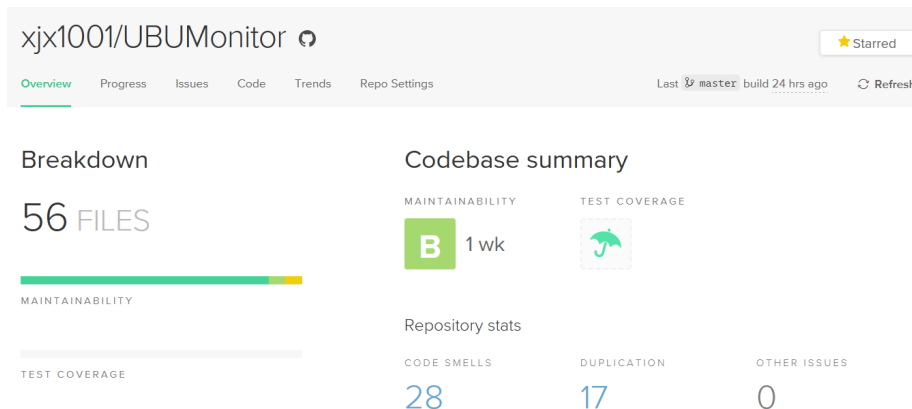 xjx1001/UBUMonitor
Starred
Overview Progress Issues Code Trends Repo Settings Last master build 24 hrs ago Refresh
Breakdown Codebase summary
56 FILES
MAINTAINABILITY TEST COVERAGE
B 1 wk
MAINTAINABILITY
Repository stats
TEST COVERAGE
CODE SMELLS DUPLICATION OTHER ISSUES
28 17 0